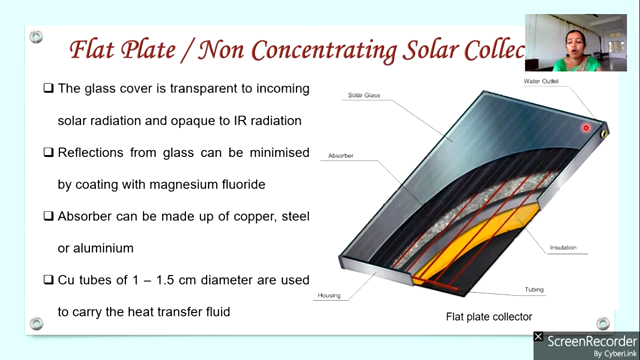 Flat Plate / Non Concentrating Solar Collec
The glass cover is transparent to incoming
solar radiation and opaque to IR radiation
Reflections from glass can be minimised
by coating with magnesium fluoride
Absorber can be made up of copper, steel
or aluminium
Cu tubes of 1 – 1.5 cm diameter are used
to carry the heat transfer fluid
Water Outlet
Solar Glass
Absorber
Insulation
Tubing
Housing
Flat plate collector
ScreenRecorder
By CyberLink